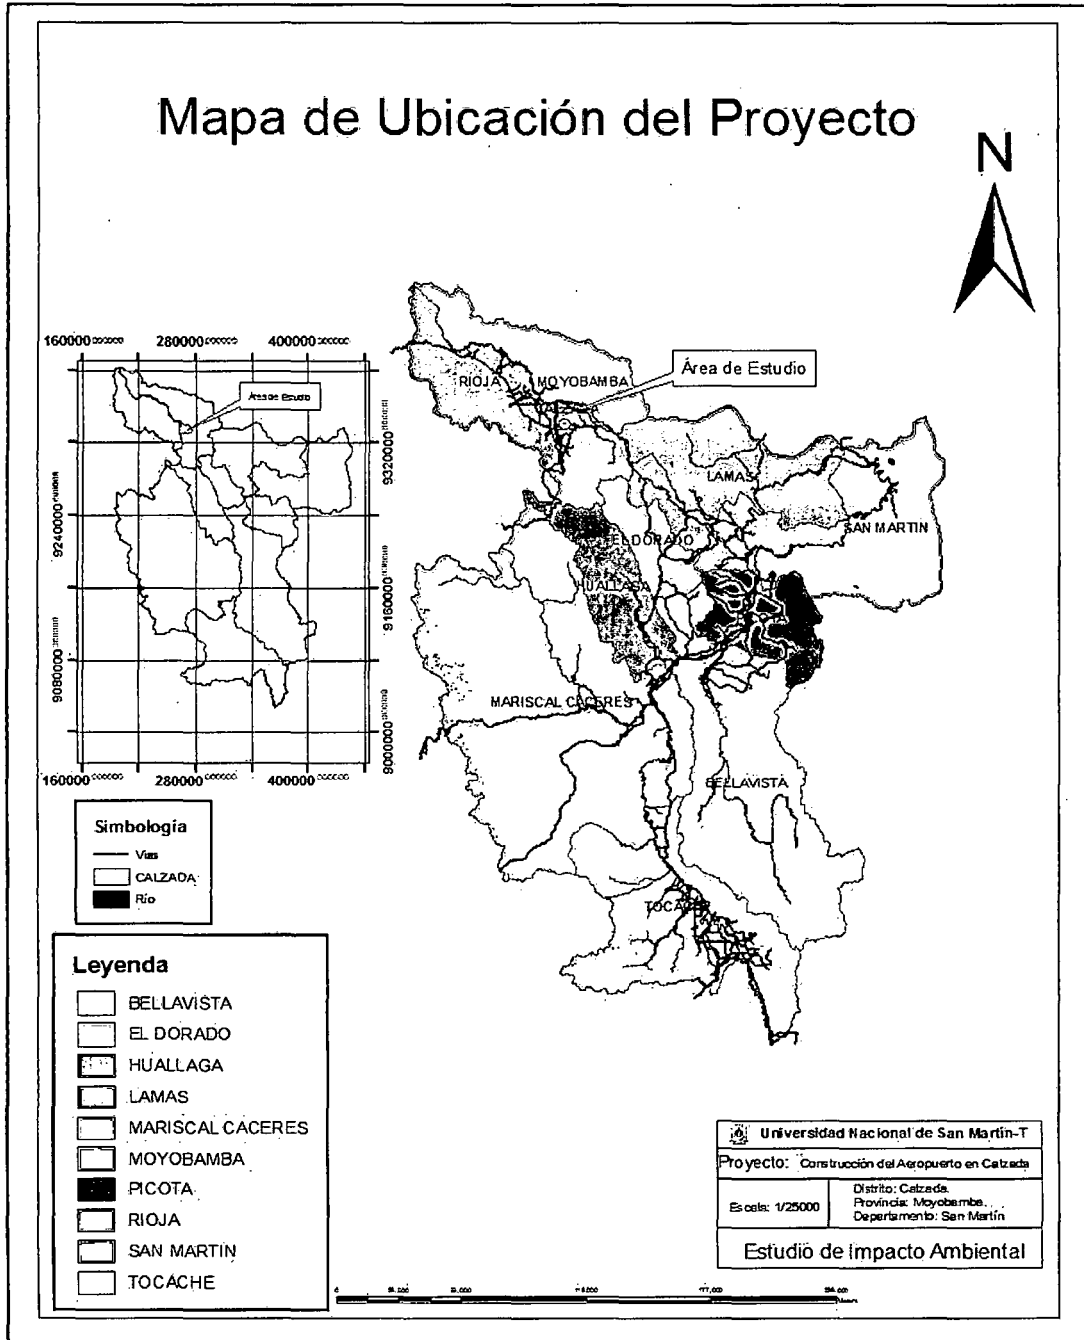 Mapa de Ubicación del Proyecto
N
160000
280000
400000
Área de Estudio
9320000
9240000
9160000
9080000
9000000
160000
280000
400000
RIOJA
MOYOBAMBA
Área de Estudio
LAMAS
SAN MARTIN
EL DORADO
HUALLAGA
MARISCAL CACERES
BELLAVISTA
TOCACHE
Simbología
Vias
CALZADA
Río
Leyenda
BELLAVISTA
EL DORADO
HUALLAGA
LAMAS
MARISCAL CACERES
MOYOBAMBA
PICOTA
RIOJA
SAN MARTIN
TOCACHE
Universidad Nacional de San Martín-T
Proyecto: Construcción del Aeropuerto en Calzada
Escala: 1/25000
Distrito: Calzada.
Provincia: Moyobamba.
Departamento: San Martín
Estudio de Impacto Ambiental
0